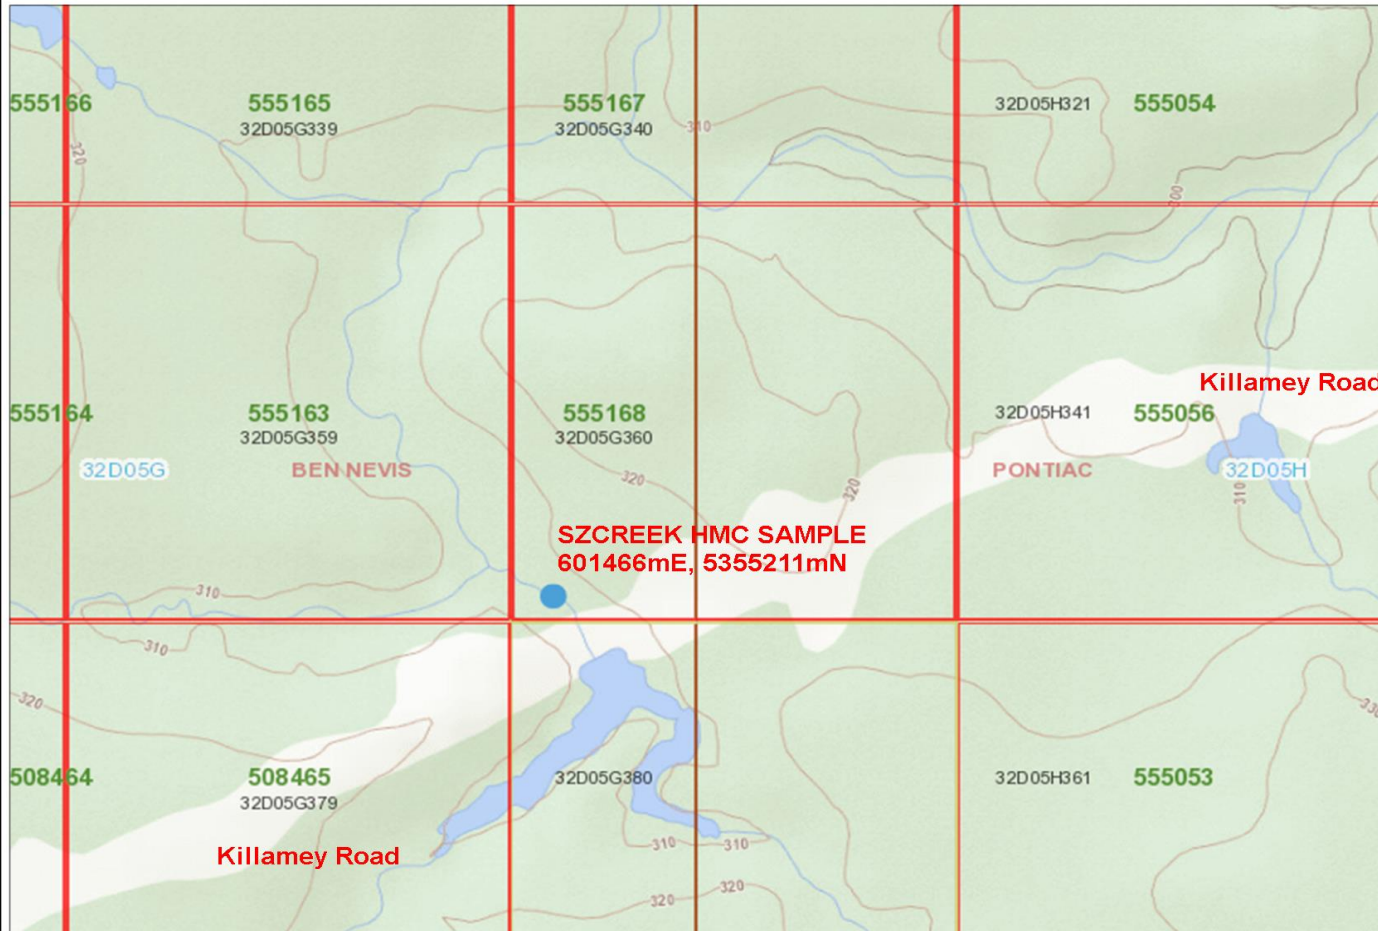 555166
555165
32D05G339
555167
32D05G340
310
32D05H321
555054
320
300
Killamey Road
555164
555163
32D05G359
555168
32D05G360
32D05H341
555056
32D05G
BEN NEVIS
320
320
PONTIAC
32D05H
310
SZCREEK HMC SAMPLE
601466mE, 5355211mN
310
310
320
330
508464
508465
32D05G379
32D05G380
32D05H361
555053
Killamey Road
310
310
320
320